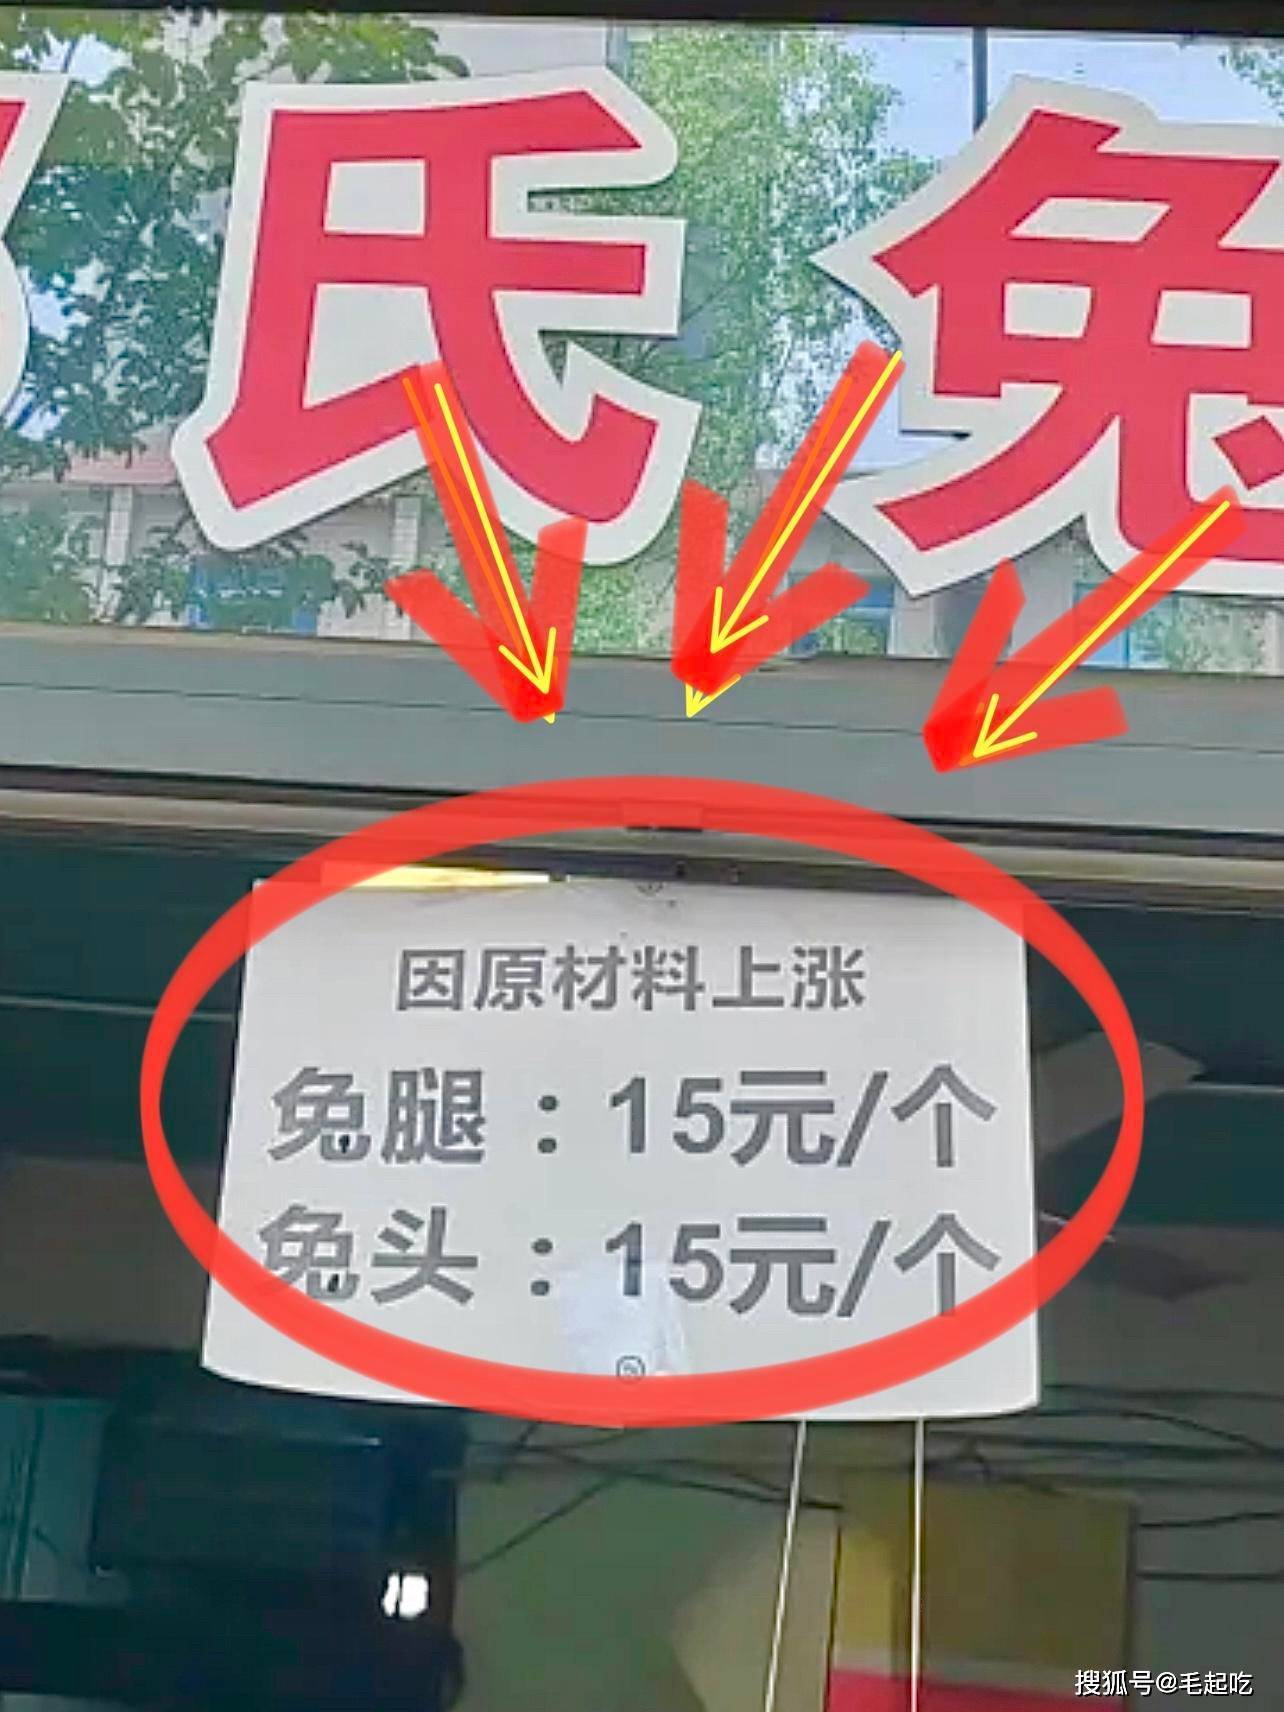 氏兔
因原材料上涨
兔腿：15元/个
兔头：15元/个
搜狐号@毛起吃